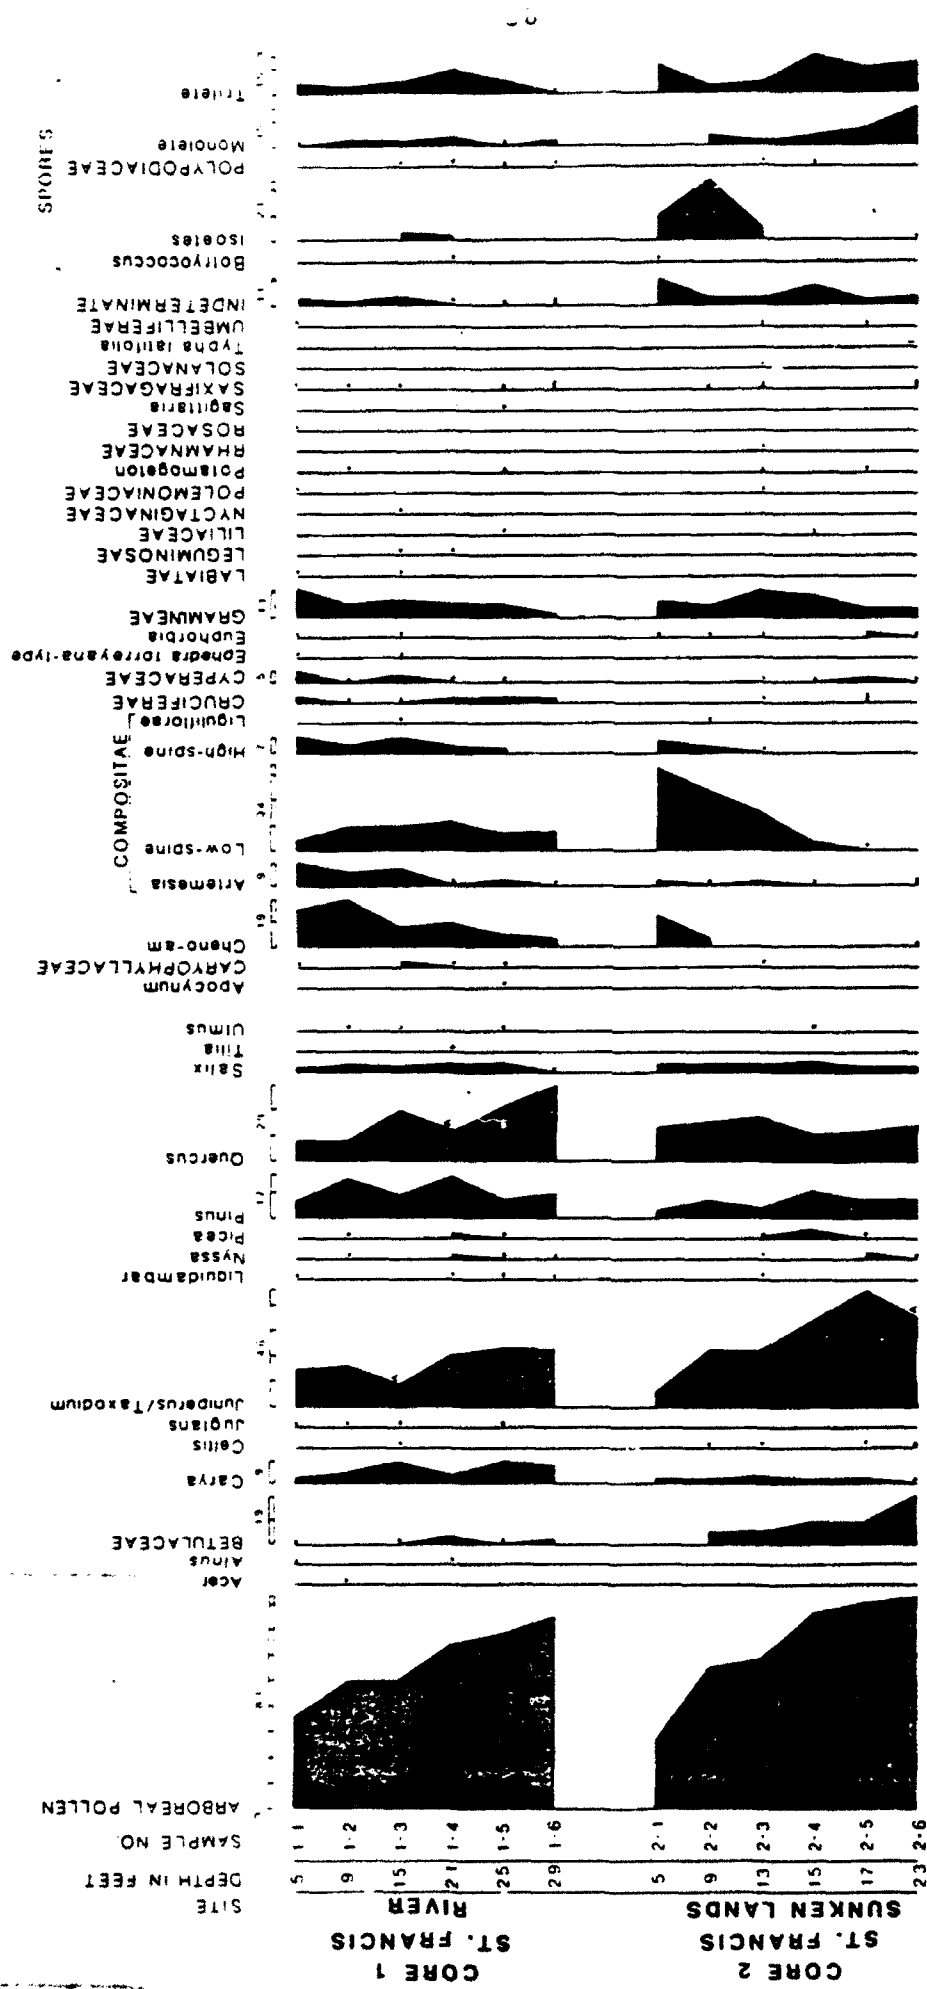 CORE 1
ST. FRANCIS
RIVER
CORE 2
ST. FRANCIS
SUNKEN LANDS
SITE
DEPTH IN FEET 5 9 15 21 25 29 5 9 13 15 17 23
SAMPLE NO. 1-1 1-2 1-3 1-4 1-5 1-6 2-1 2-2 2-3 2-4 2-5 2-6
ARBOREAL POLLEN
Acer
Alnus
BETULACEAE
Carya
Celtis
Juglans
Juniperus/Taxodium
Liquidambar
Nyssa
Picea
Pinus
Quercus
Salix
Tilia
Ulmus
Apocynum
CARYOPHYLLACEAE
Cheno-am
COMPOSITAE
Artemesia
Low-spine
High-spine
Liguliflorae
CRUCIFERAE
CYPERACEAE
Ephedra torreyana-type
Euphorbia
GRAMINEAE
LABIATAE
LEGUMINOSAE
LILIACEAE
NYCTAGINACEAE
POLEMONIACEAE
Potamogeton
RHAMNACEAE
ROSACEAE
Sagittaria
SAXIFRAGACEAE
SOLANACEAE
Typha latifolia
UMBELLIFERAE
INDETERMINATE
Botryococcus
SPORES
Isoetes
POLYPODIACEAE
Monolete
Trilete